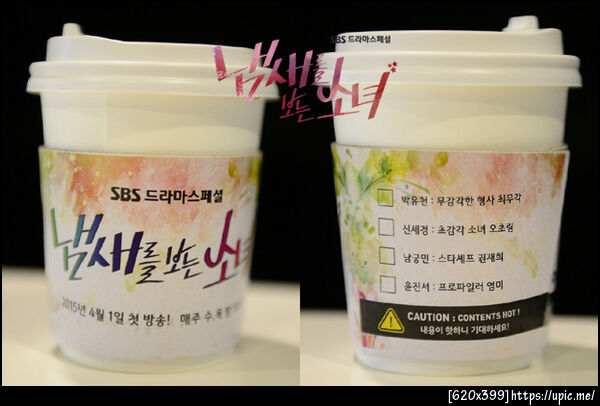 SBS 드라마스페셜
냄새를
보는 소녀
SBS 드라마스페셜
냄새를 보는 소
2015년 4월 1일 첫 방송! 매주 수,목 밤
박유천 : 무감각한 형사 최무각
신세경 : 초감각 소녀 오초림
남궁민 : 스타셰프 권재희
윤진서 : 프로파일러 염미
CAUTION : CONTENTS HOT !
내용이 핫하니 기대하세요!
[620x399]https://upic.me/